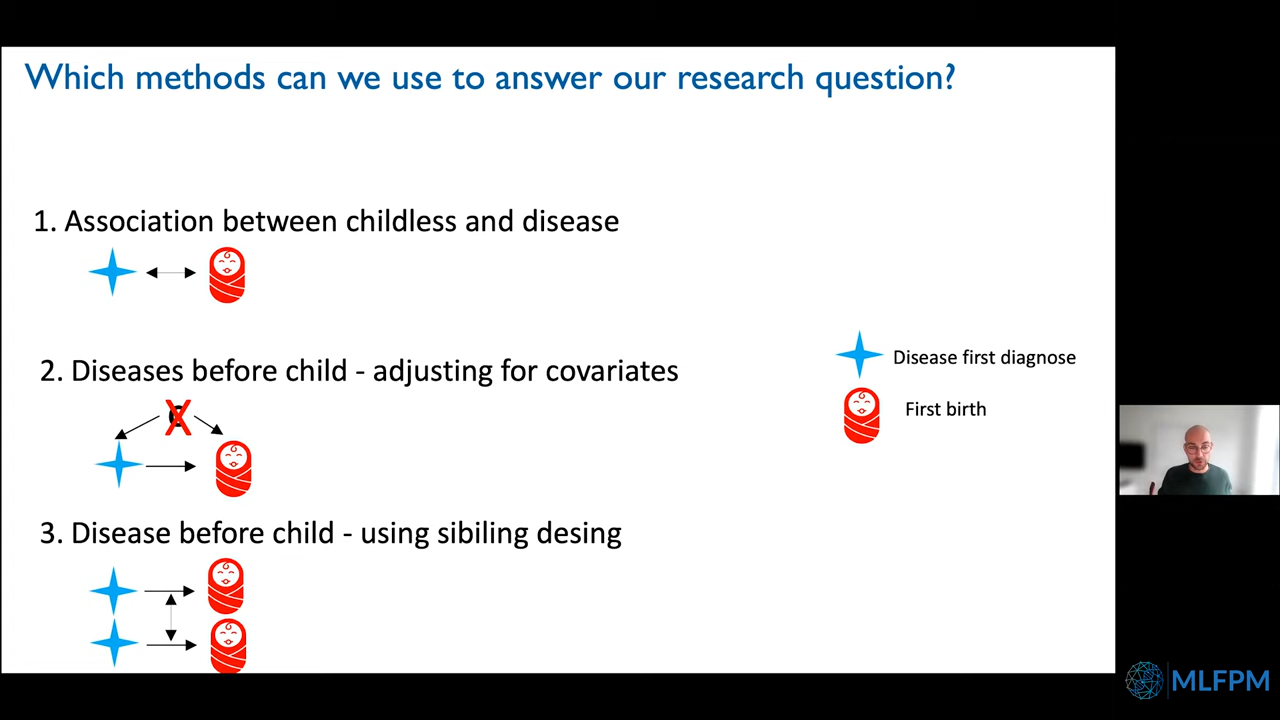 Which methods can we use to answer our research question?
1. Association between childless and disease
2. Diseases before child - adjusting for covariates
X
Disease first diagnose
First birth
3. Disease before child - using sibiling desing
MLFPM